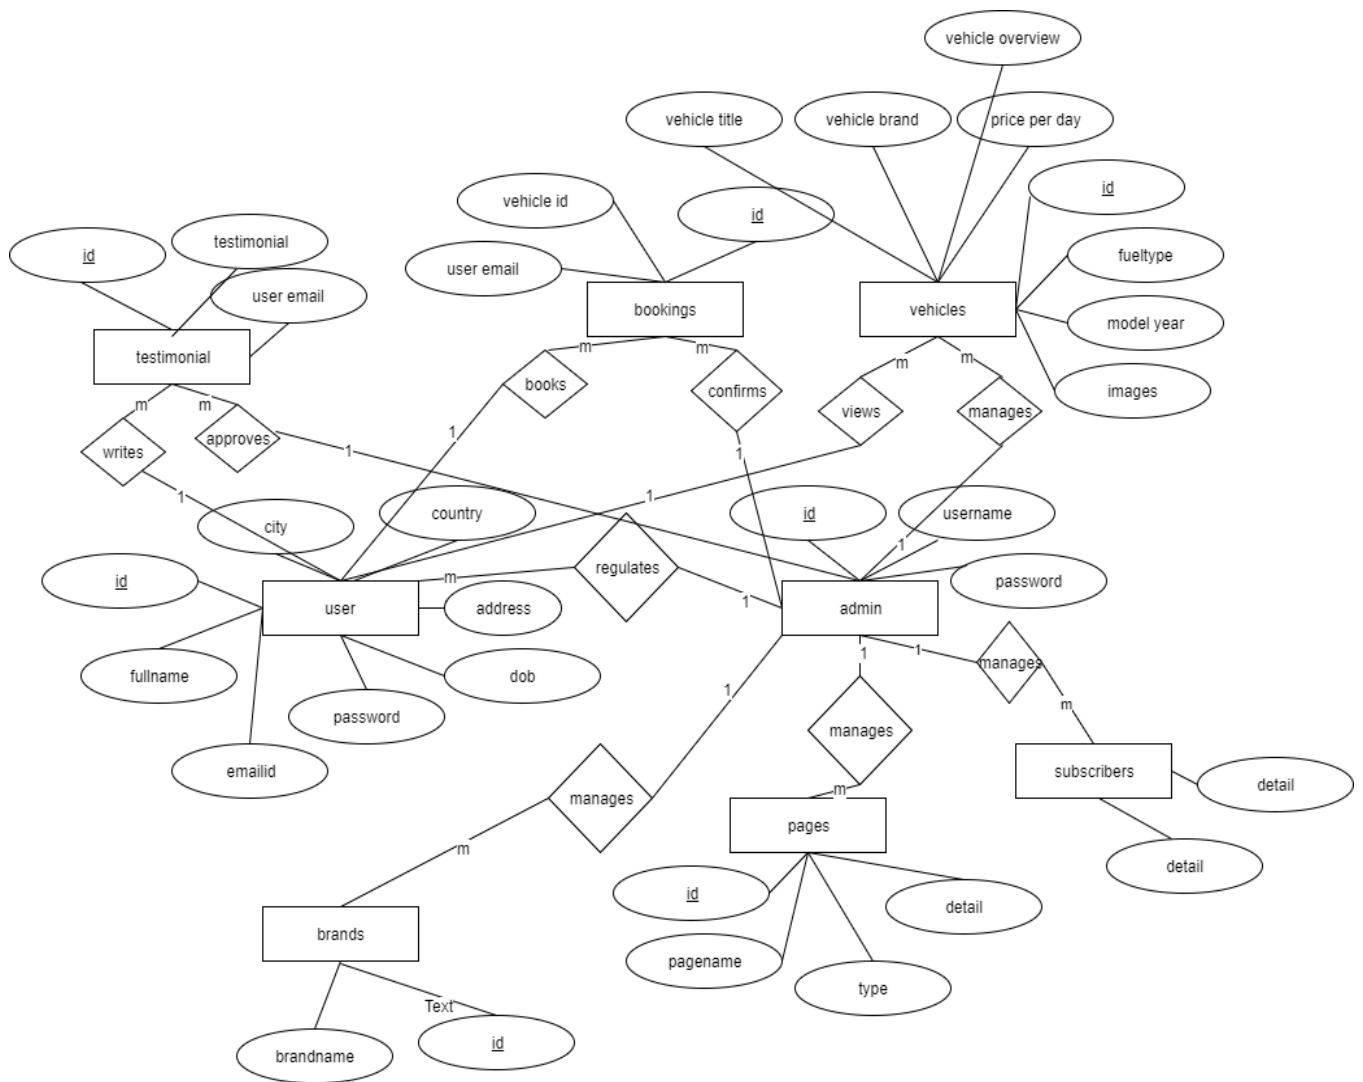 vehicle overview
vehicle title
vehicle brand
price per day
vehicle id
id
id
id
testimonial
fueltype
user email
user email
bookings
vehicles
model year
testimonial
m
m
m
m
books
confirms
views
manages
images
m
m
writes
approves
1
1
1
1
1
city
country
id
username
1
id
regulates
m
password
1
user
address
admin
1
manages
fullname
dob
m
password
1
manages
emailid
manages
subscribers
detail
m
pages
m
detail
id
detail
brands
pagename
type
Text
brandname
id